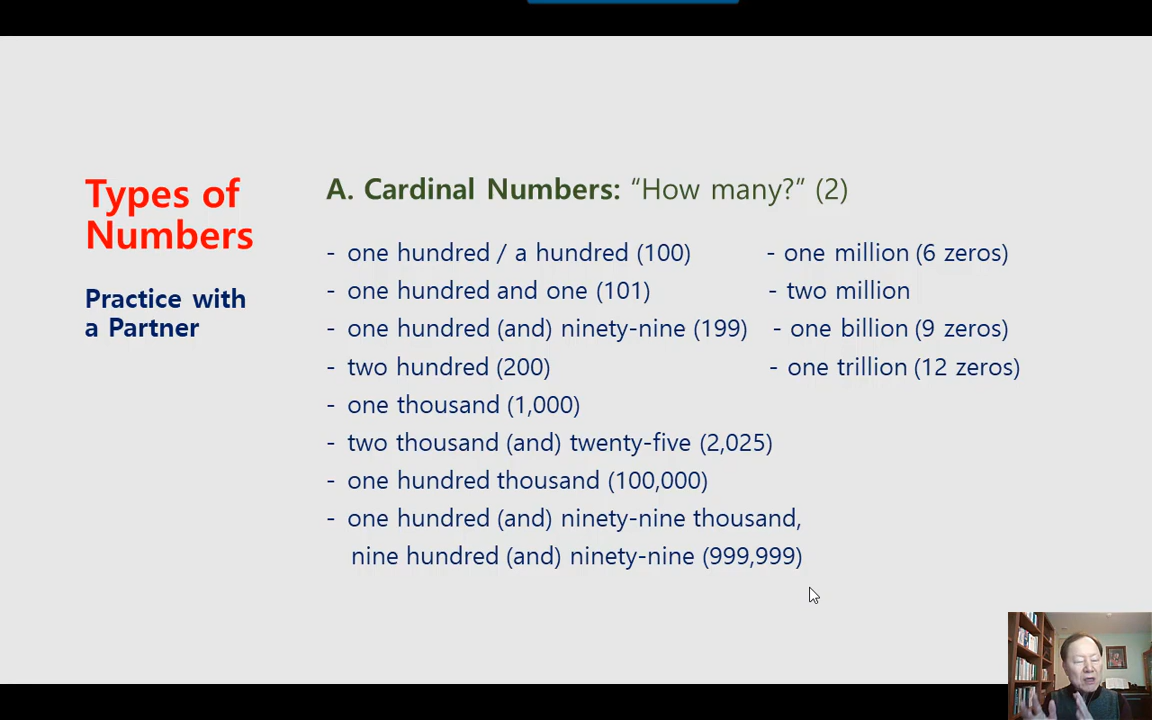 Types of
Numbers
Practice with
a Partner
A. Cardinal Numbers: “How many?” (2)
- one hundred / a hundred (100)
- one hundred and one (101)
- one hundred (and) ninety-nine (199)
- two hundred (200)
- one thousand (1,000)
- two thousand (and) twenty-five (2,025)
- one hundred thousand (100,000)
- one hundred (and) ninety-nine thousand,
nine hundred (and) ninety-nine (999,999)
- one million (6 zeros)
- two million
- one billion (9 zeros)
- one trillion (12 zeros)